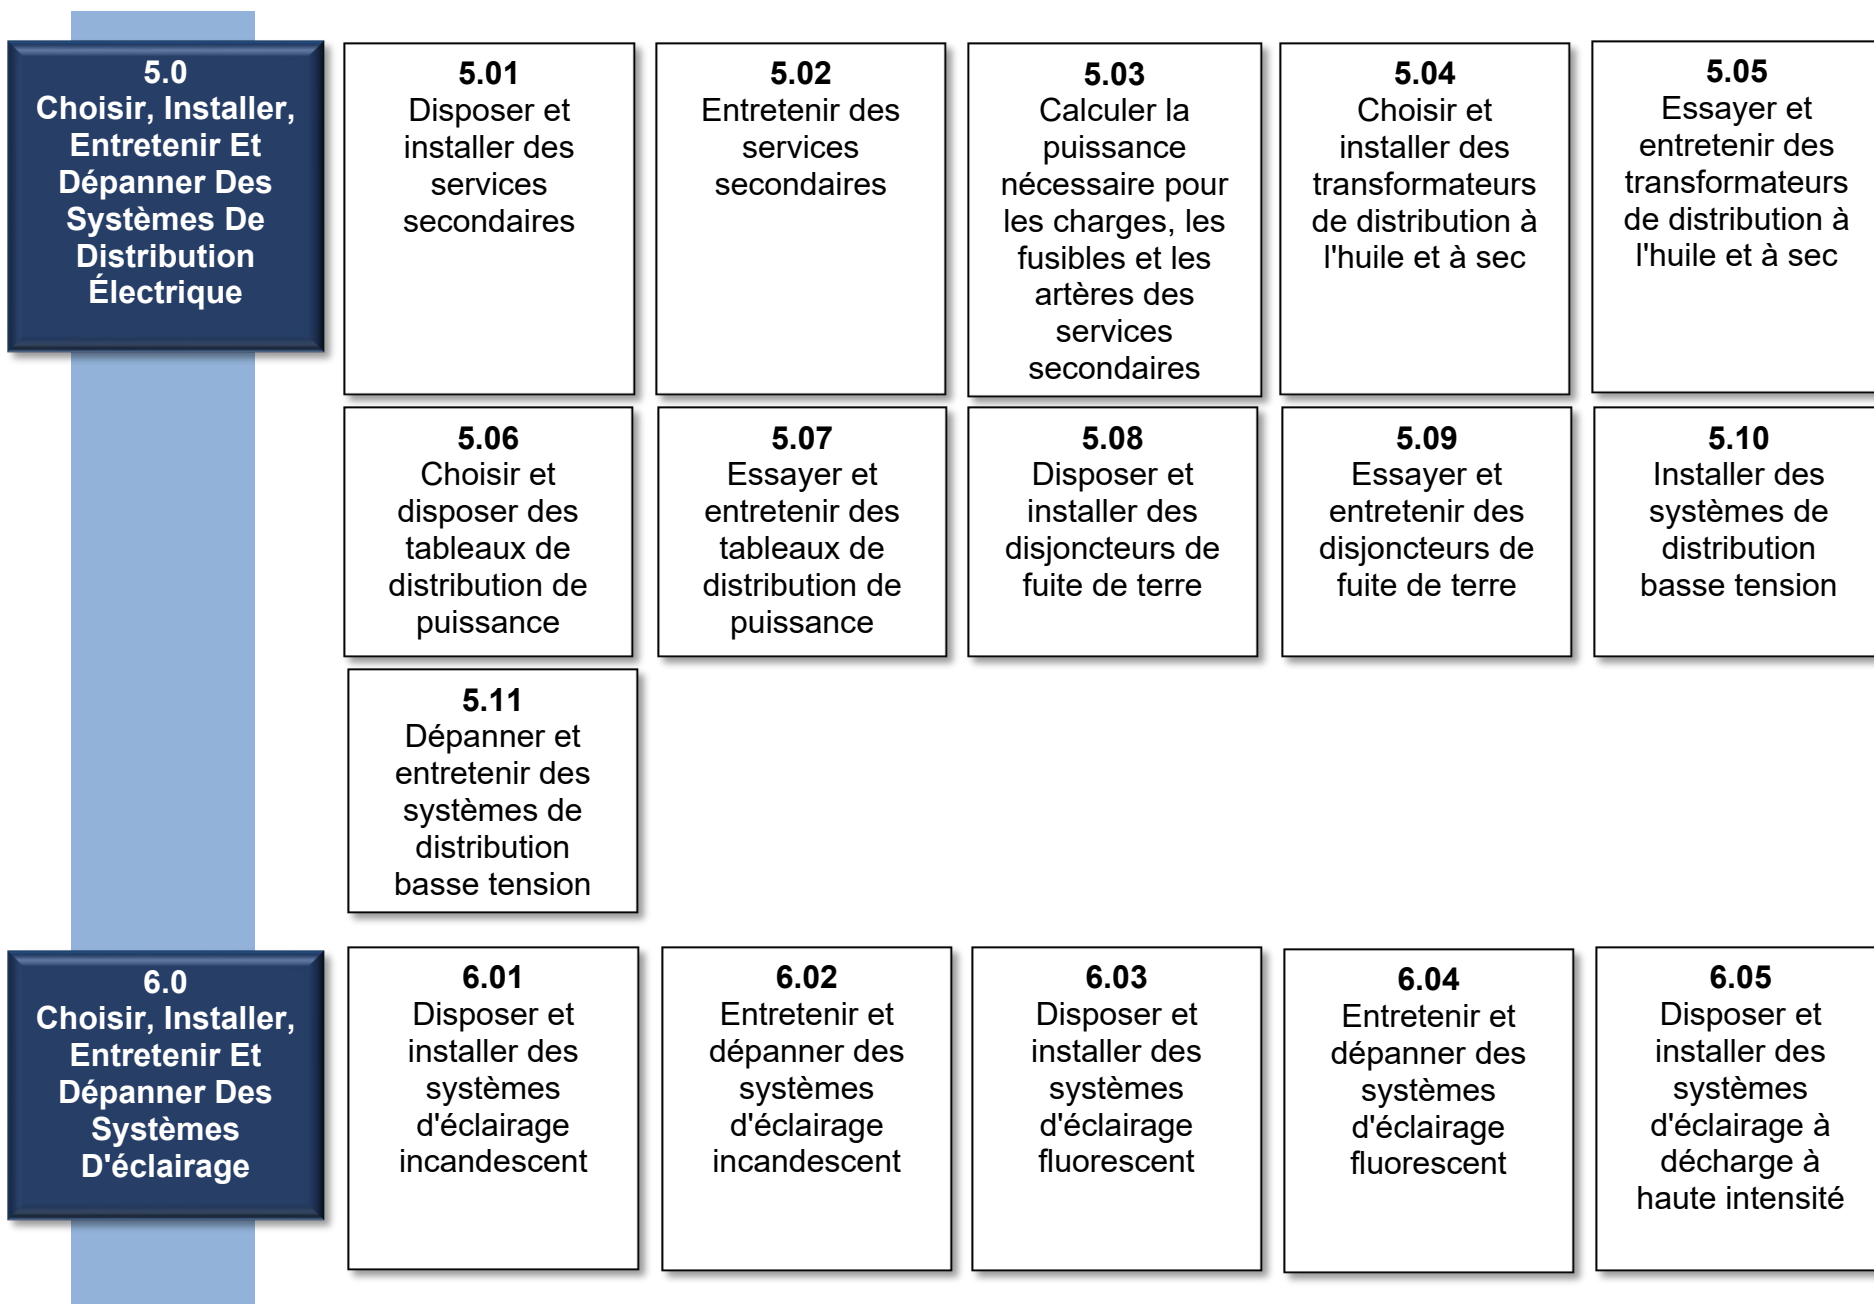 5.0
Choisir, Installer,
Entretenir Et
Dépanner Des
Systèmes De
Distribution
Électrique
5.01
Disposer et
installer des
services
secondaires
5.02
Entretenir des
services
secondaires
5.03
Calculer la
puissance
nécessaire pour
les charges, les
fusibles et les
artères des
services
secondaires
5.04
Choisir et
installer des
transformateurs
de distribution à
l'huile et à sec
5.05
Essayer et
entretenir des
transformateurs
de distribution à
l'huile et à sec
5.06
Choisir et
disposer des
tableaux de
distribution de
puissance
5.07
Essayer et
entretenir des
tableaux de
distribution de
puissance
5.08
Disposer et
installer des
disjoncteurs de
fuite de terre
5.09
Essayer et
entretenir des
disjoncteurs de
fuite de terre
5.10
Installer des
systèmes de
distribution
basse tension
5.11
Dépanner et
entretenir des
systèmes de
distribution
basse tension
6.0
Choisir, Installer,
Entretenir Et
Dépanner Des
Systèmes
D'éclairage
6.01
Disposer et
installer des
systèmes
d'éclairage
incandescent
6.02
Entretenir et
dépanner des
systèmes
d'éclairage
incandescent
6.03
Disposer et
installer des
systèmes
d'éclairage
fluorescent
6.04
Entretenir et
dépanner des
systèmes
d'éclairage
fluorescent
6.05
Disposer et
installer des
systèmes
d'éclairage à
décharge à
haute intensité